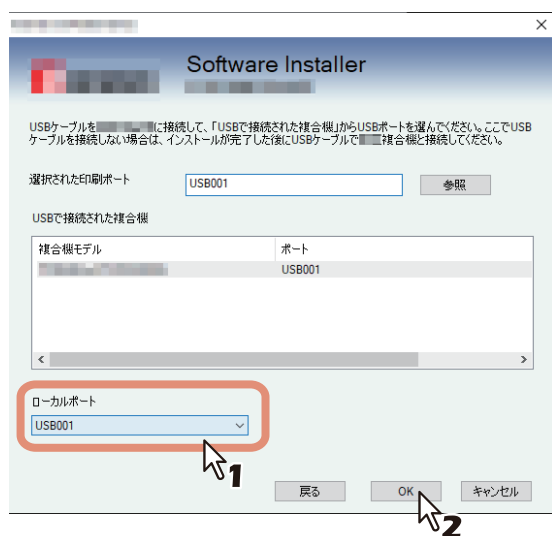 Software Installer
USBケーブルを に接続して、「USBで接続された複合機」からUSBポートを選んでください。ここでUSB
ケーブルを接続しない場合は、インストールが完了した後にUSBケーブルで 複合機と接続してください。
選択された印刷ポート
USB001
参照
USBで接続された複合機
複合機モデル ポート
USB001
ローカルポート
USB001
1
戻る OK キャンセル
2